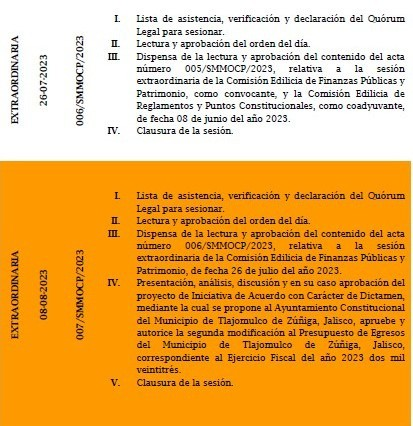 EXTRAORDINARIA
26-07-2023
006/SMMOCP/2023
I. Lista de asistencia, verificación y declaración del Quórum
Legal para sesionar.
II. Lectura y aprobación del orden del día.
III. Dispensa de la lectura y aprobación del contenido del acta
número 005/SMMOCP/2023, relativa a la sesión
extraordinaria de la Comisión Edilicia de Finanzas Públicas y
Patrimonio, como convocante, y la Comisión Edilicia de
Reglamentos y Puntos Constitucionales, como coadyuvante,
de fecha 08 de junio del año 2023.
IV. Clausura de la sesión.
EXTRAORDINARIA
08-08-2023
007/SMMOCP/2023
I. Lista de asistencia, verificación y declaración del Quórum
Legal para sesionar.
II. Lectura y aprobación del orden del día.
III. Dispensa de la lectura y aprobación del contenido del acta
número 006/SMMOCP/2023, relativa a la sesión
extraordinaria de la Comisión Edilicia de Finanzas Públicas y
Patrimonio, de fecha 26 de julio del año 2023.
IV. Presentación, análisis, discusión y en su caso aprobación del
proyecto de Iniciativa de Acuerdo con Carácter de Dictamen,
mediante la cual se propone al Ayuntamiento Constitucional
del Municipio de Tlajomulco de Zúñiga, Jalisco, apruebe y
autorice la segunda modificación al Presupuesto de Egresos
del Municipio de Tlajomulco de Zúñiga, Jalisco,
correspondiente al Ejercicio Fiscal del año 2023 dos mil
veintitrés.
V. Clausura de la sesión.